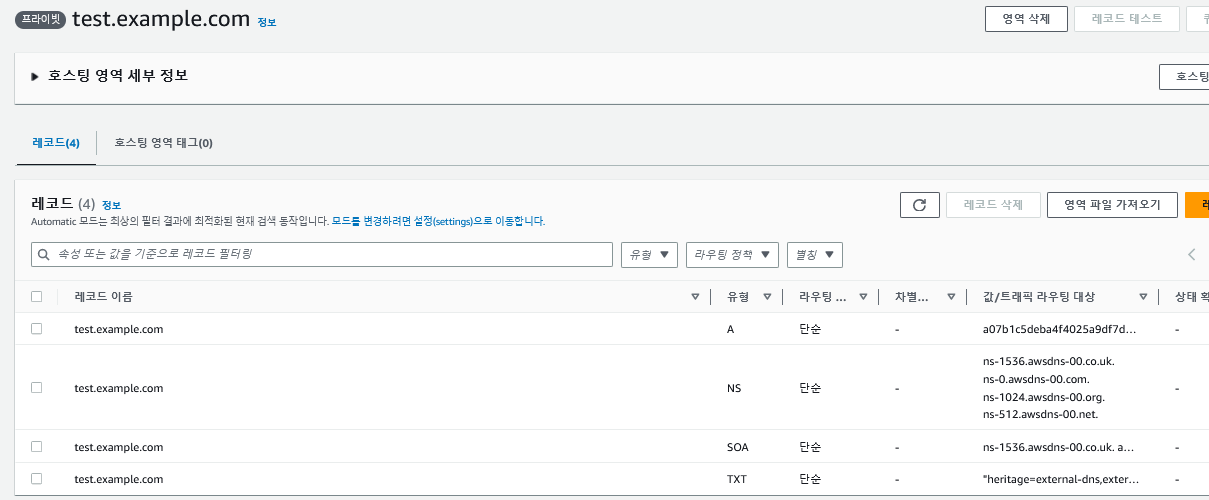 프라이빗 test.example.com 정보
영역 삭제
레코드 테스트
▶ 호스팅 영역 세부 정보
호스팅
레코드(4)
호스팅 영역 태그(0)
레코드 (4) 정보
Automatic 모드는 최상의 필터 결과에 최적화된 현재 검색 동작입니다. 모드를 변경하려면 설정(settings)으로 이동합니다.
레코드 삭제
영역 파일 가져오기
속성 또는 값을 기준으로 레코드 필터링
유형
라우팅 정책
별칭
레코드 이름 유형 라우팅 ... 차별... 값/트래픽 라우팅 대상 상태 확
test.example.com A 단순 - a07b1c5deba4f4025a9df7d... -
test.example.com NS 단순 - ns-1536.awsdns-00.co.uk. -
ns-0.awsdns-00.com.
ns-1024.awsdns-00.org.
ns-512.awsdns-00.net.
test.example.com SOA 단순 - ns-1536.awsdns-00.co.uk. a... -
test.example.com TXT 단순 - "heritage=external-dns,exter... -